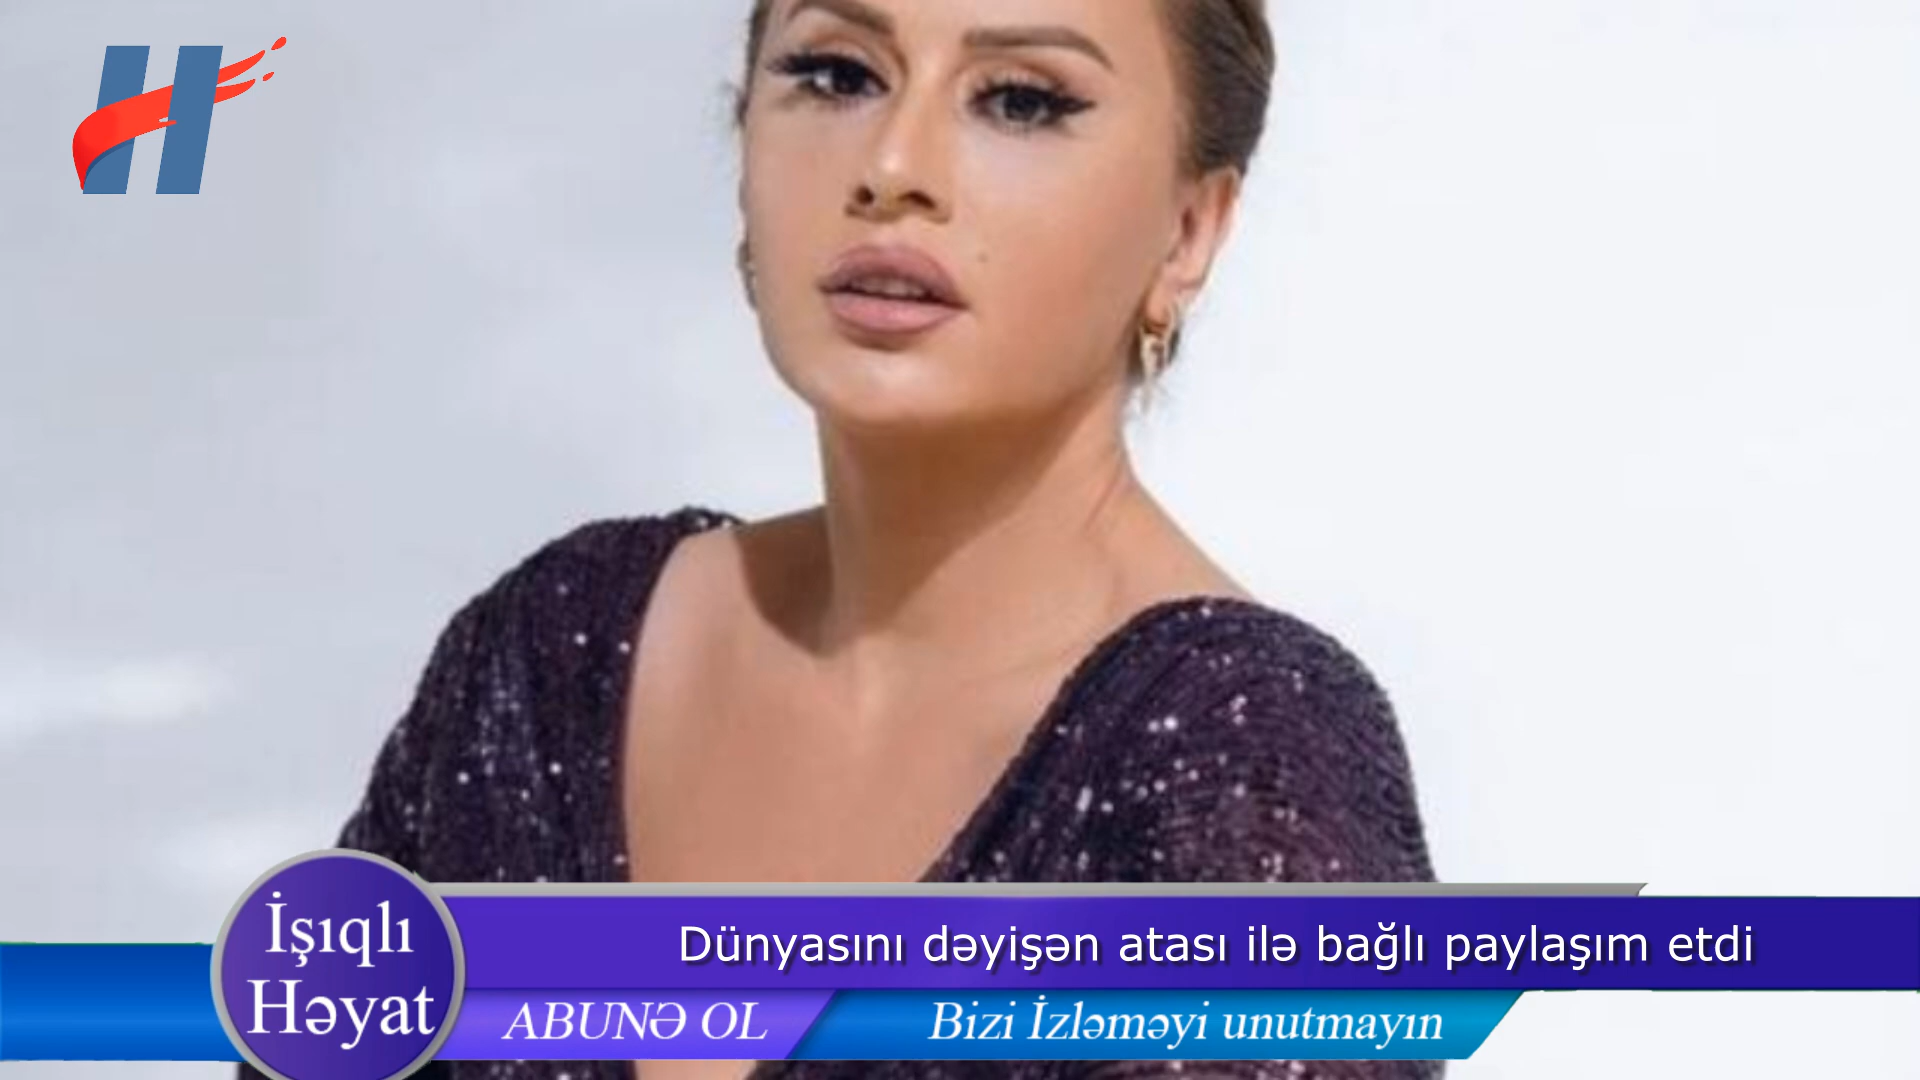 H
Dünyasını dəyişən atası ilə bağlı paylaşım etdi
İşıqlı
Həyat
ABUNƏ OL
Bizi İzləməyi unutmayın